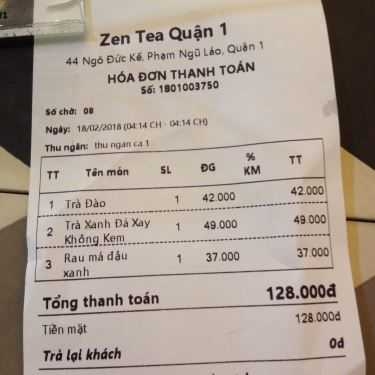 Zen Tea Quận 1
44 Ngô Đức Kế, Phạm Ngũ Lão, Quận 1
HÓA ĐƠN THANH TOÁN
Số: 1801003750
Số chờ: 08
Ngày: 18/02/2018 (04:14 CH - 04:14 CH)
Thu ngân: thu ngan ca 1
TT Tên món SL ĐG % KM TT
1 Trà Đào 1 42.000 42.000
2 Trà Xanh Đá Xay Không Kem 1 49.000 49.000
3 Rau má đậu xanh 1 37.000 37.000
Tổng thanh toán 128.000đ
Tiền mặt 128.000đ
Trả lại khách 0đ